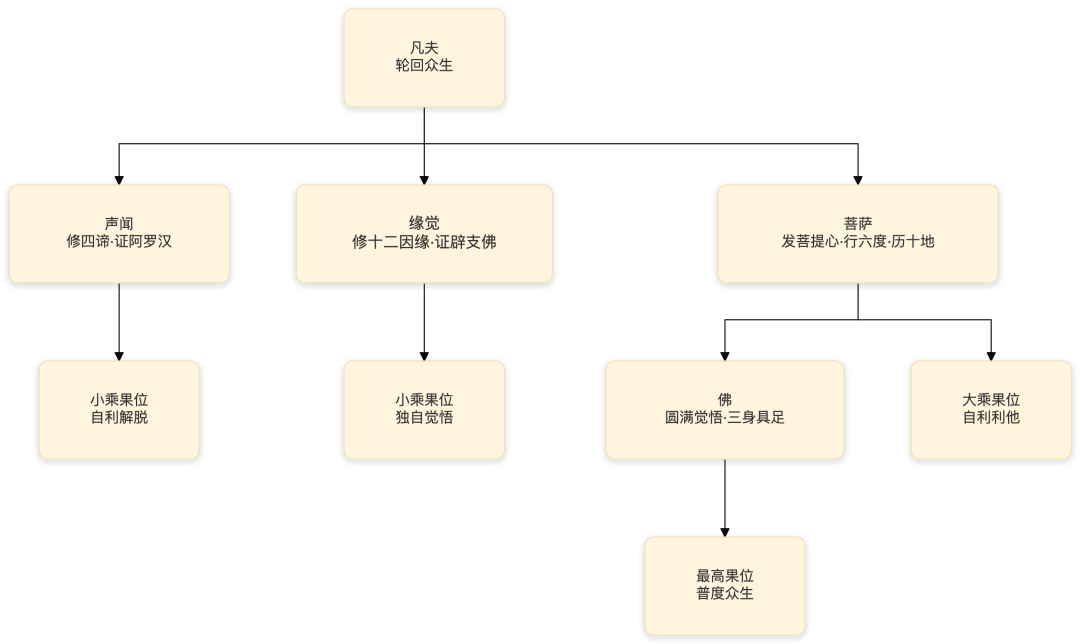 凡夫
轮回众生
声闻
修四谛·证阿罗汉
缘觉
修十二因缘·证辟支佛
菩萨
发菩提心·行六度·历十地
小乘果位
自利解脱
小乘果位
独自觉悟
佛
圆满觉悟·三身具足
大乘果位
自利利他
最高果位
普度众生